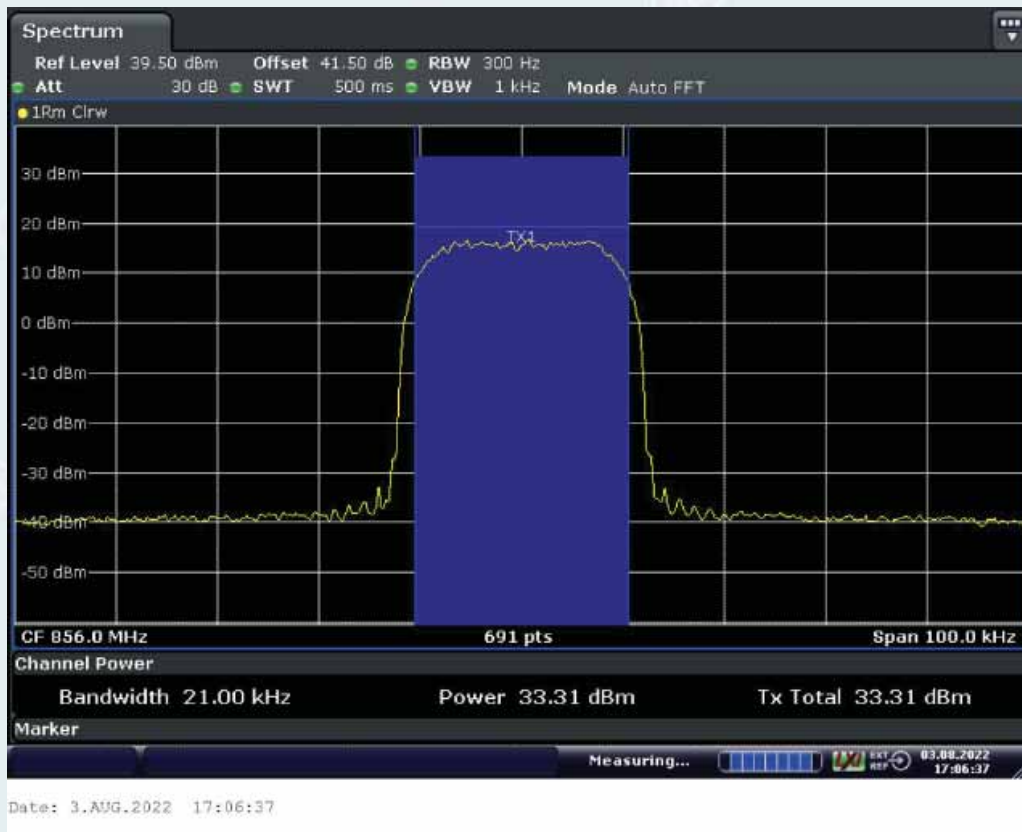 Spectrum
Ref Level 39.50 dBm Offset 41.50 dB RBW 300 Hz
Att 30 dB SWT 500 ms VBW 1 kHz Mode Auto FFT
1Rm Clrw
30 dBm
20 dBm
TX1
10 dBm
0 dBm
-10 dBm
-20 dBm
-30 dBm
-40 dBm
-50 dBm
CF 856.0 MHz 691 pts Span 100.0 kHz
Channel Power
Bandwidth 21.00 kHz Power 33.31 dBm Tx Total 33.31 dBm
Marker
Measuring... LXI EXT REF 03.08.2022 17:06:37
Date: 3.AUG.2022 17:06:37